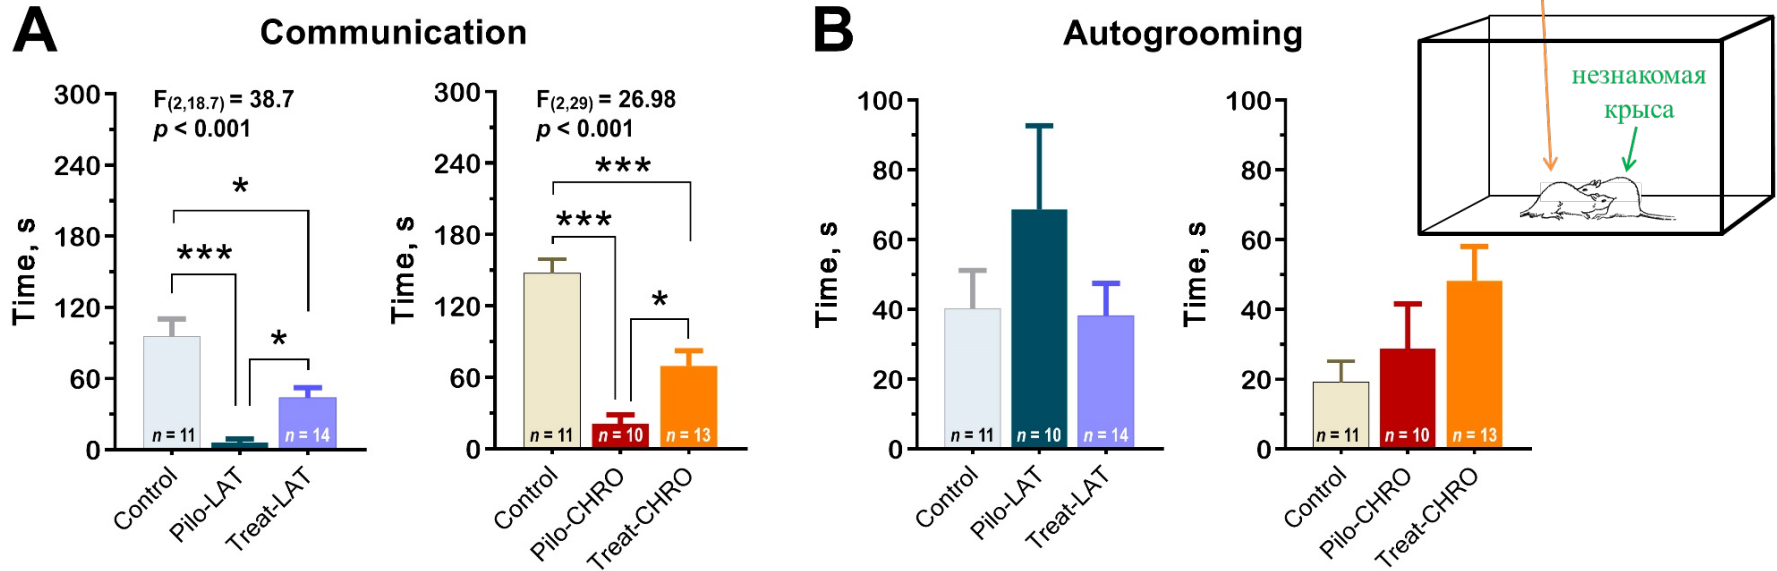 A
Communication
300
240
180
120
60
0
Time, s
F(2,18.7) = 38.7
p < 0.001
*
***
*
n = 11
n = 14
Control
Pilo-LAT
Treat-LAT
300
240
180
120
60
0
Time, s
F(2,29) = 26.98
p < 0.001
***
***
*
n = 11
n = 10
n = 13
Control
Pilo-CHRO
Treat-CHRO
B
Autogrooming
100
80
60
40
20
0
Time, s
n = 11
n = 10
n = 14
Control
Pilo-LAT
Treat-LAT
100
80
60
40
20
0
Time, s
n = 11
n = 10
n = 13
Control
Pilo-CHRO
Treat-CHRO
незнакомая
крыса